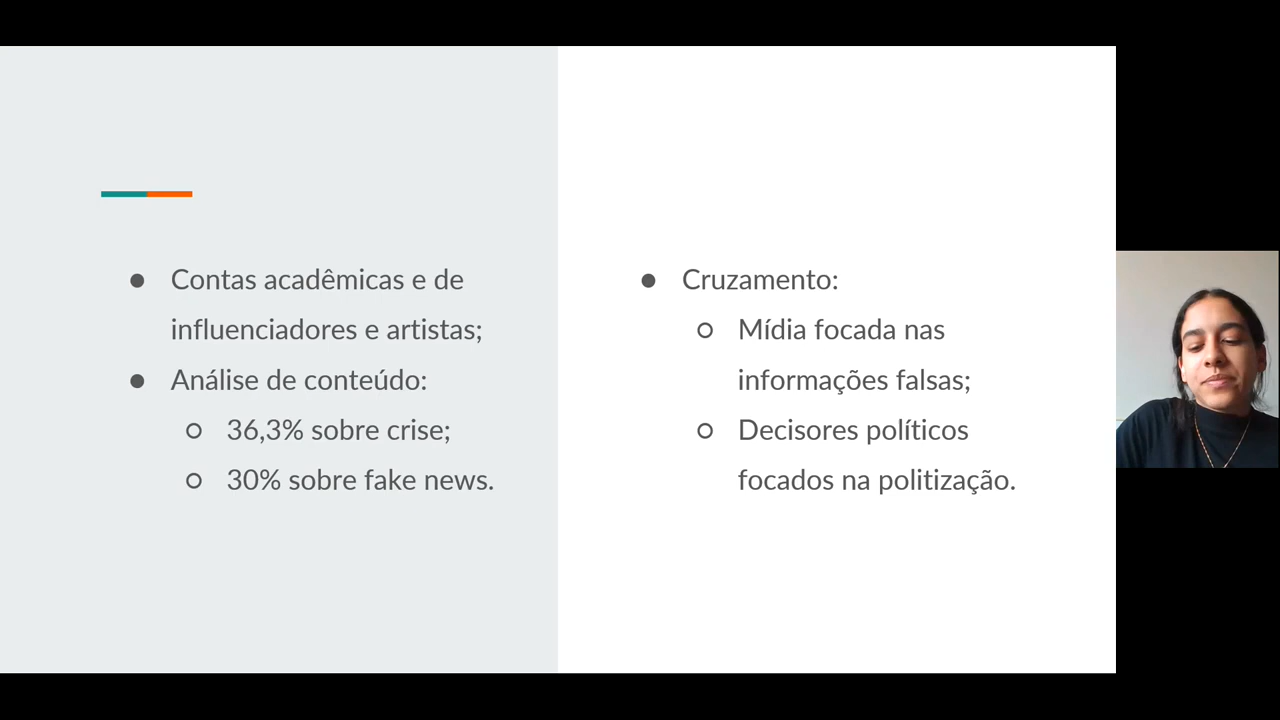 ● Contas acadêmicas e de
influenciadores e artistas;
● Análise de conteúdo:
○ 36,3% sobre crise;
○ 30% sobre fake news.
● Cruzamento:
○ Mídia focada nas
informações falsas;
○ Decisores políticos
focados na politização.